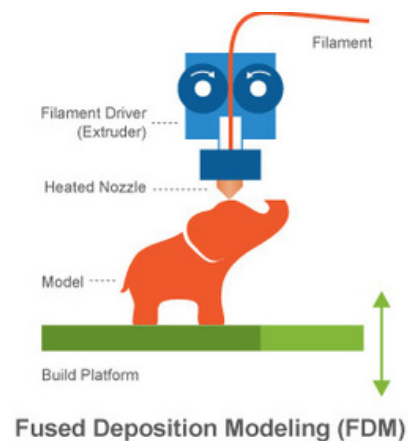 Filament
Filament Driver
(Extruder)
Heated Nozzle
Model
Build Platform
Fused Deposition Modeling (FDM)